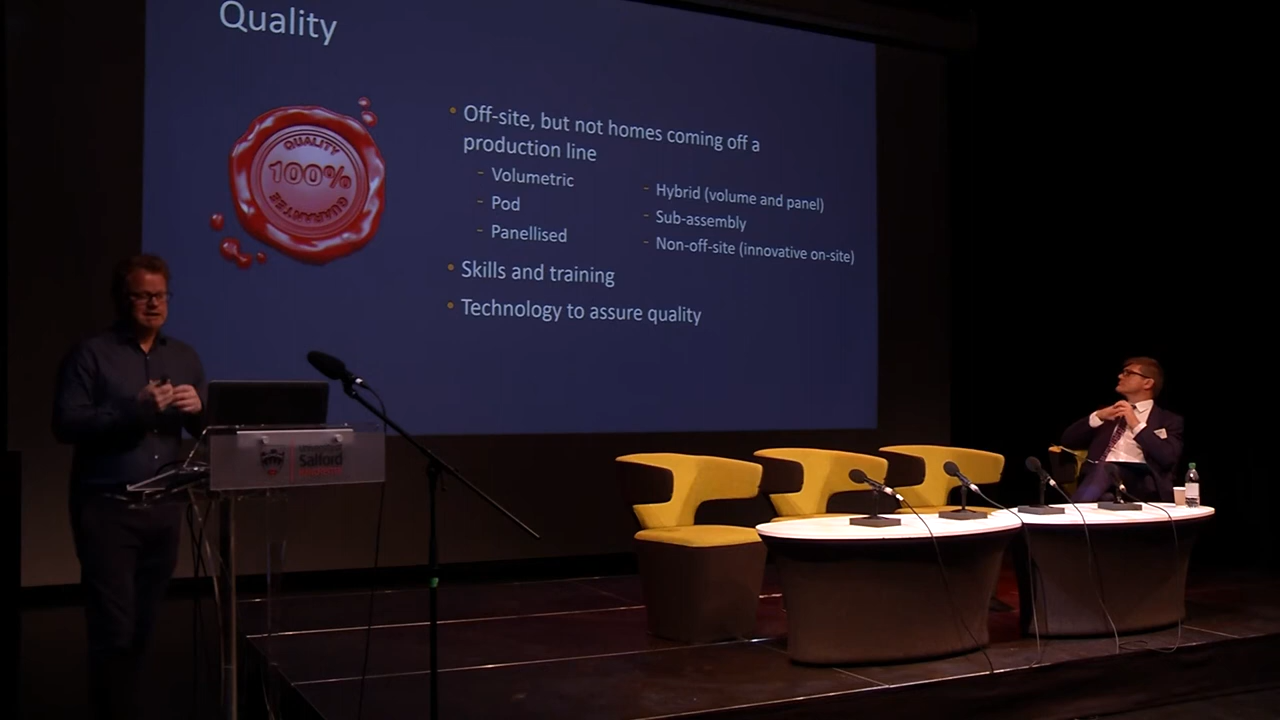 Quality
QUALITY
100%
GUARANTEE
• Off-site, but not homes coming off a
production line
- Volumetric
- Pod
- Panellised
- Hybrid (volume and panel)
- Sub-assembly
- Non-off-site (innovative on-site)
• Skills and training
• Technology to assure quality
Salford